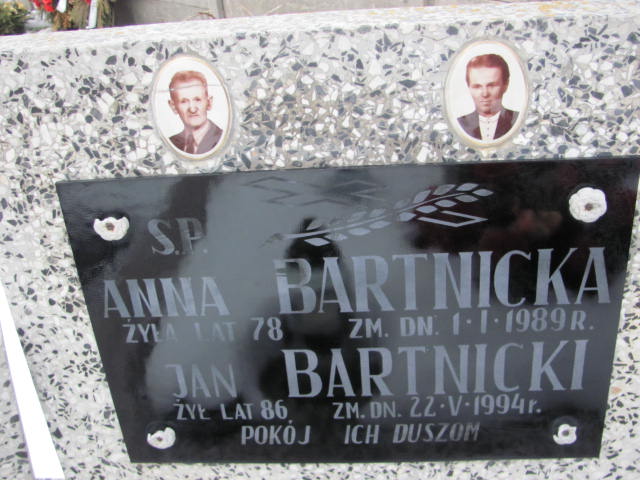 S.P.
ANNA BARTNICKA
ŻYŁA LAT 78 ZM. DN. 1·I·1989 R.
JAN BARTNICKI
ŻYŁ LAT 86 ZM. DN. 22·V·1994 r.
POKÓJ ICH DUSZOM